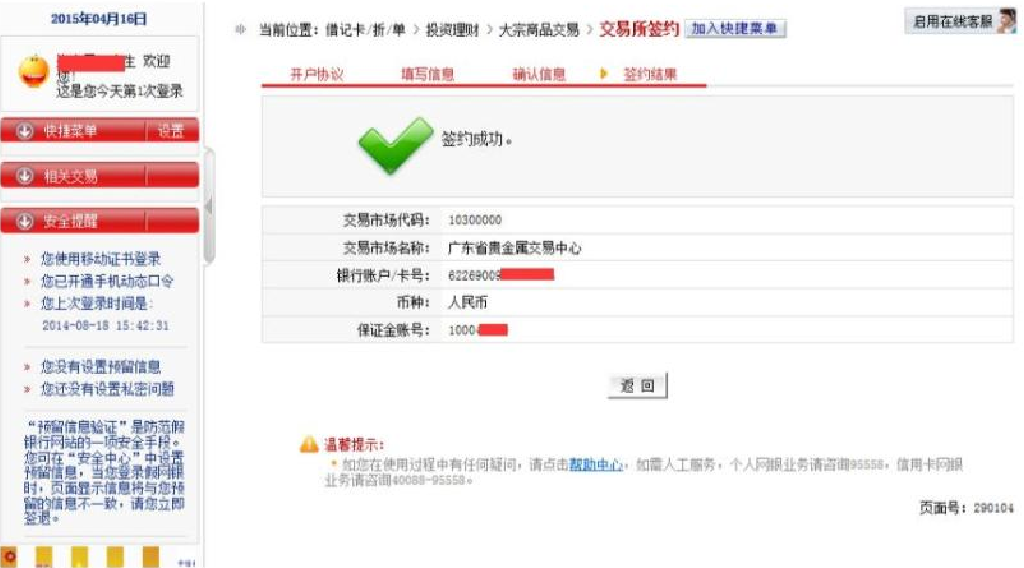 2015年04月16日
生 欢迎
您!
这是您今天第1次登录
快捷菜单 设置
相关交易
安全提醒
» 您使用移动证书登录
» 您已开通手机动态口令
» 您上次登录时间是:
2014-08-18 15:42:31
» 您没有设置预留信息
» 您还没有设置私密问题
“预留信息验证”是防范假
银行网站的一项安全手段。
您可在“安全中心”中设置
预留信息,当您登录假网银
时,页面显示信息将与您预
留的信息不一致,请您立即
签退。
当前位置:借记卡/折/单 > 投资理财 > 大宗商品交易 > 交易所签约 加入快捷菜单
启用在线客服
开户协议 填写信息 确认信息 签约结果
签约成功。
交易市场代码: 10300000
交易市场名称: 广东省贵金属交易中心
银行账户/卡号: 62269009
币种: 人民币
保证金账号: 1000
返 回
温馨提示:
如您在使用过程中有任何疑问,请点击帮助中心,如需人工服务,个人网银业务请咨询95558,信用卡网银
业务请咨询40088-95558。
页面号: 290104